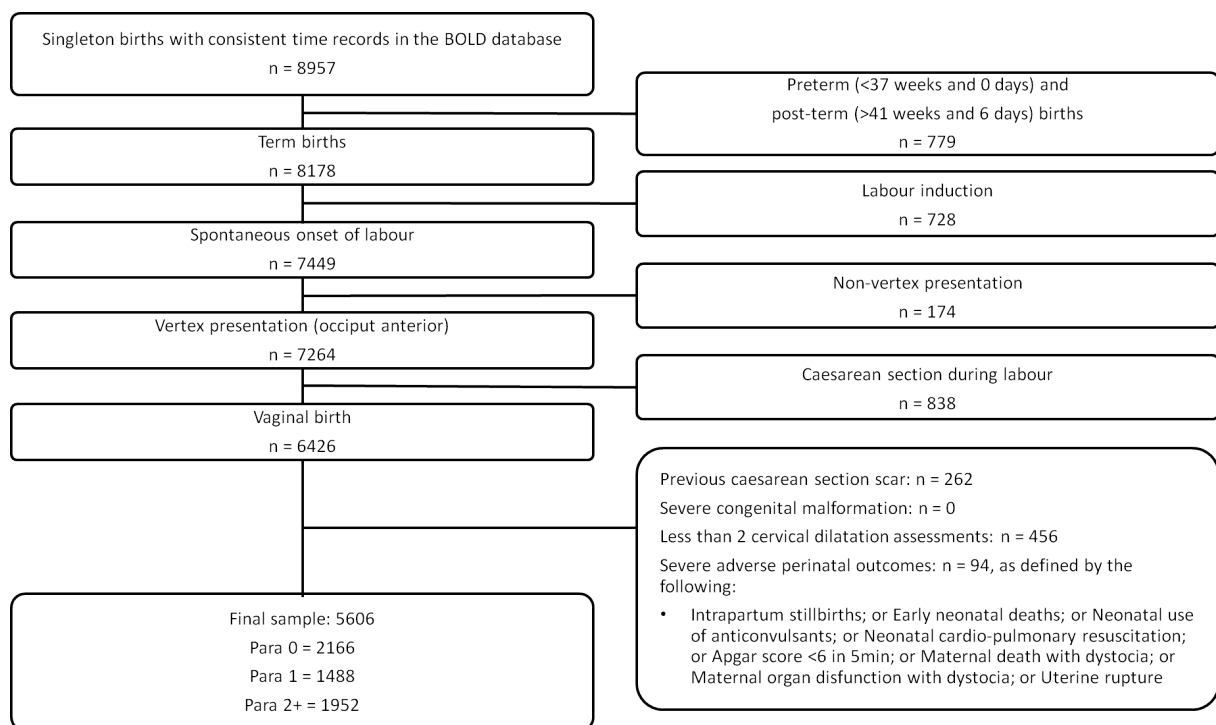 Singleton births with consistent time records in the BOLD database
n = 8957
Preterm (<37 weeks and 0 days) and
post-term (>41 weeks and 6 days) births
n = 779
Term births
n = 8178
Labour induction
n = 728
Spontaneous onset of labour
n = 7449
Non-vertex presentation
n = 174
Vertex presentation (occiput anterior)
n = 7264
Caesarean section during labour
n = 838
Vaginal birth
n = 6426
Previous caesarean section scar: n = 262
Severe congenital malformation: n = 0
Less than 2 cervical dilatation assessments: n = 456
Severe adverse perinatal outcomes: n = 94, as defined by the
following:
• Intrapartum stillbirths; or Early neonatal deaths; or Neonatal use
of anticonvulsants; or Neonatal cardio-pulmonary resuscitation;
or Apgar score <6 in 5min; or Maternal death with dystocia; or
Maternal organ disfunction with dystocia; or Uterine rupture
Final sample: 5606
Para 0 = 2166
Para 1 = 1488
Para 2+ = 1952